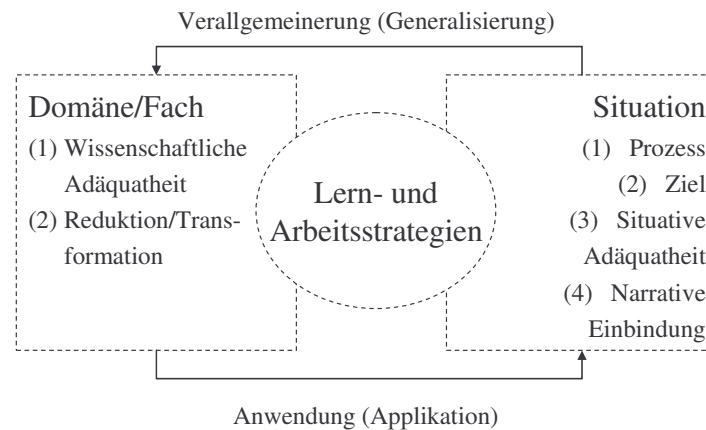 Verallgemeinerung (Generalisierung)
Domäne/Fach
(1) Wissenschaftliche
Adäquatheit
(2) Reduktion/Trans-
formation
Lern- und
Arbeitsstrategien
Situation
(1) Prozess
(2) Ziel
(3) Situative
Adäquatheit
(4) Narrative
Einbindung
Anwendung (Applikation)